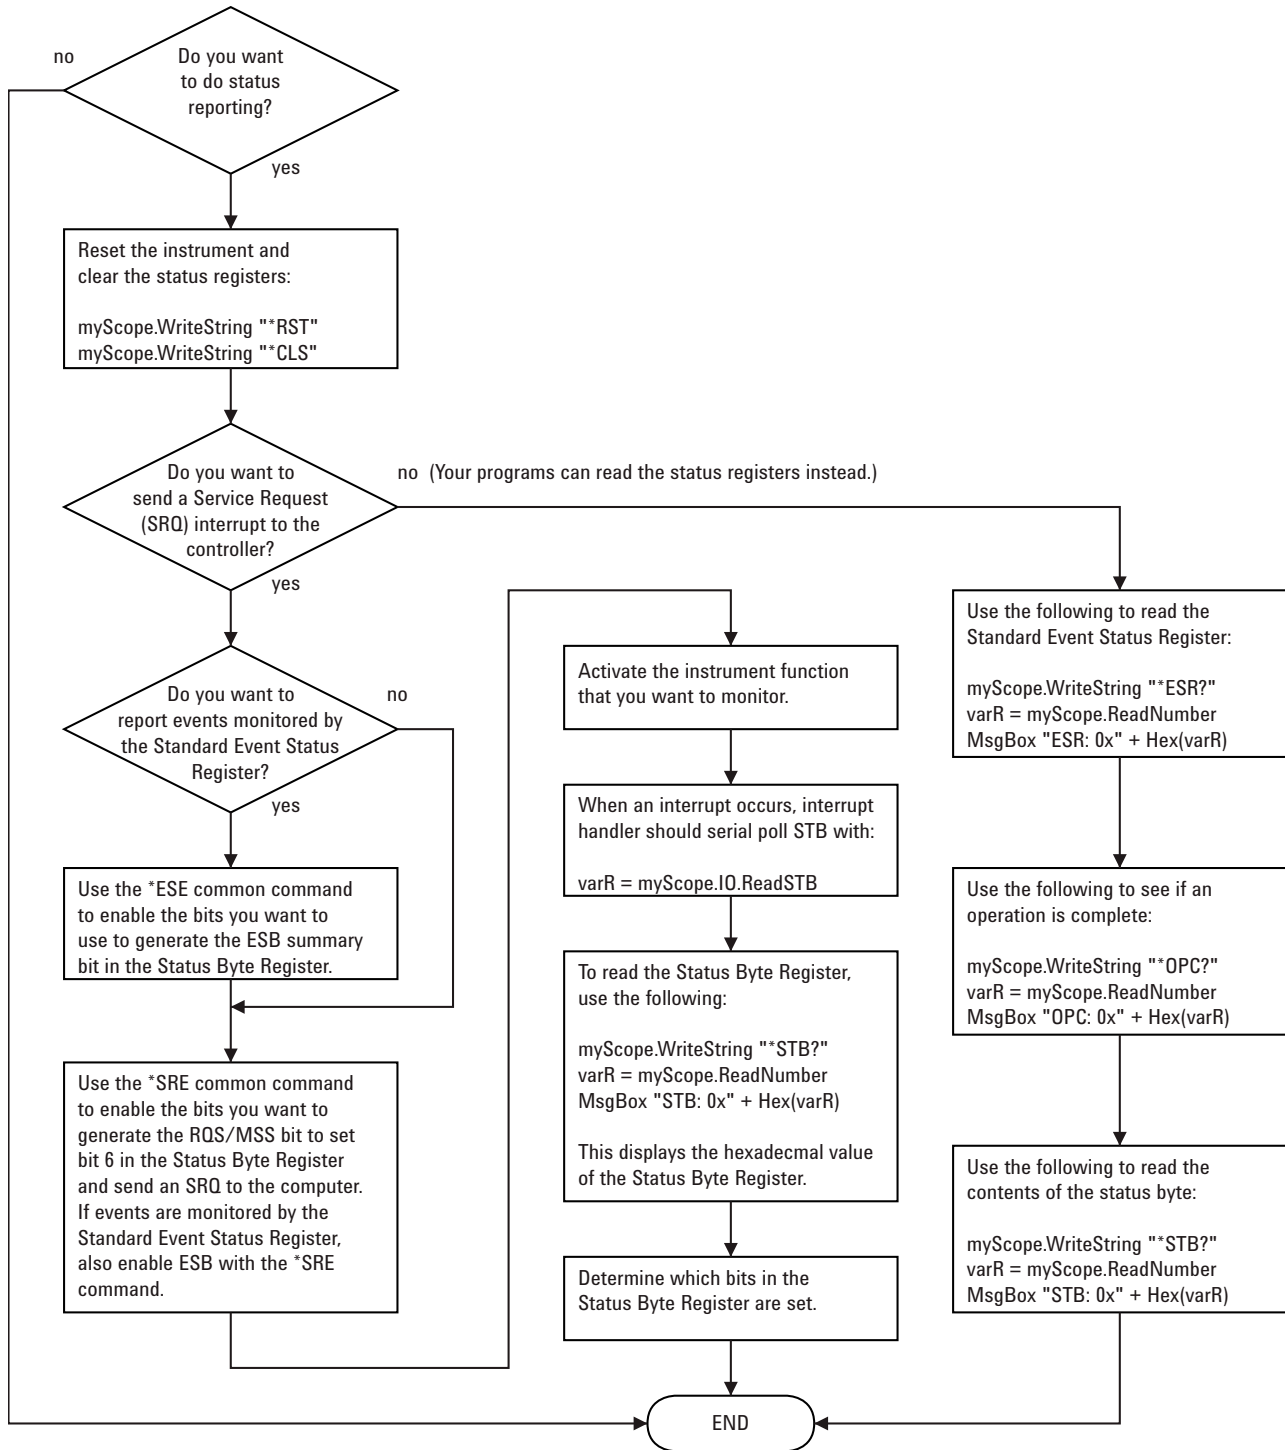 no
Do you want
to do status
reporting?
yes
Reset the instrument and
clear the status registers:
myScope.WriteString "*RST"
myScope.WriteString "*CLS"
Do you want to
send a Service Request
(SRQ) interrupt to the
controller?
no (Your programs can read the status registers instead.)
yes
Do you want to
report events monitored by
the Standard Event Status
Register?
no
yes
Use the *ESE common command
to enable the bits you want to
use to generate the ESB summary
bit in the Status Byte Register.
Use the *SRE common command
to enable the bits you want to
generate the RQS/MSS bit to set
bit 6 in the Status Byte Register
and send an SRQ to the computer.
If events are monitored by the
Standard Event Status Register,
also enable ESB with the *SRE
command.
Activate the instrument function
that you want to monitor.
When an interrupt occurs, interrupt
handler should serial poll STB with:
varR = myScope.IO.ReadSTB
To read the Status Byte Register,
use the following:
myScope.WriteString "*STB?"
varR = myScope.ReadNumber
MsgBox "STB: 0x" + Hex(varR)
This displays the hexadecmal value
of the Status Byte Register.
Determine which bits in the
Status Byte Register are set.
Use the following to read the
Standard Event Status Register:
myScope.WriteString "*ESR?"
varR = myScope.ReadNumber
MsgBox "ESR: 0x" + Hex(varR)
Use the following to see if an
operation is complete:
myScope.WriteString "*OPC?"
varR = myScope.ReadNumber
MsgBox "OPC: 0x" + Hex(varR)
Use the following to read the
contents of the status byte:
myScope.WriteString "*STB?"
varR = myScope.ReadNumber
MsgBox "STB: 0x" + Hex(varR)
END